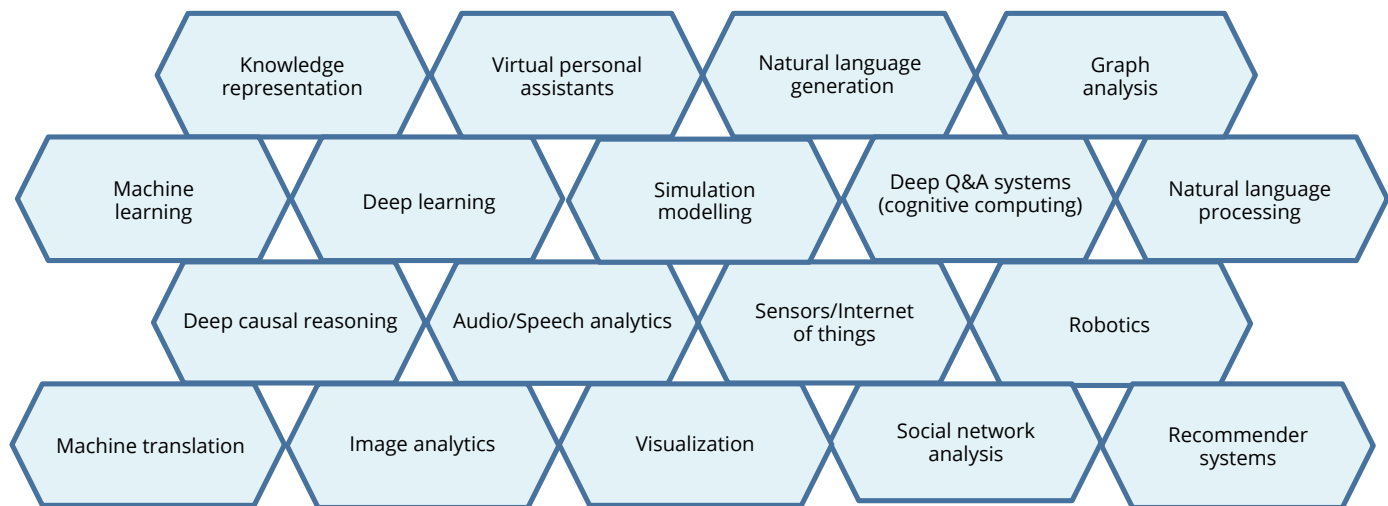 Knowledge
representation
Virtual personal
assistants
Natural language
generation
Graph
analysis
Machine
learning
Deep learning
Simulation
modelling
Deep Q&A systems
(cognitive computing)
Natural language
processing
Deep causal reasoning
Audio/Speech analytics
Sensors/Internet
of things
Robotics
Machine translation
Image analytics
Visualization
Social network
analysis
Recommender
systems